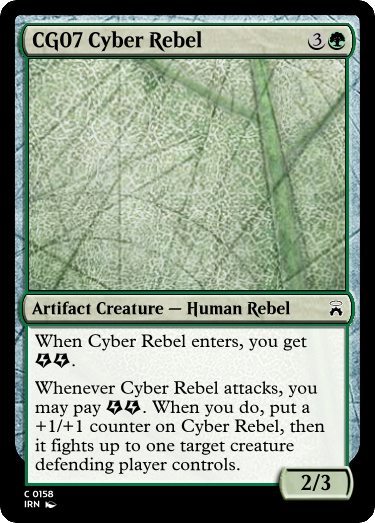 CG07 Cyber Rebel 3
Artifact Creature — Human Rebel
When Cyber Rebel enters, you get
.
Whenever Cyber Rebel attacks, you
may pay . When you do, put a
+1/+1 counter on Cyber Rebel, then
it fights up to one target creature
defending player controls.
2/3
C 0158
IRN